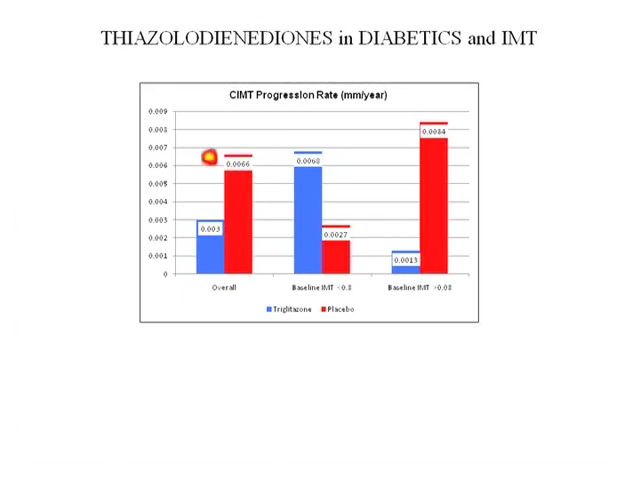 THIAZOLODIENEDIONES in DIABETICS and IMT
CIMT Progression Rate (mm/year)
0.009
0.008
0.007
0.006
0.005
0.004
0.003
0.002
0.001
0
0.003
0.0066
0.0068
0.0027
0.0013
0.0084
Overall
Baseline IMT <0.8
Baseline IMT >0.08
Triglitazone
Placebo